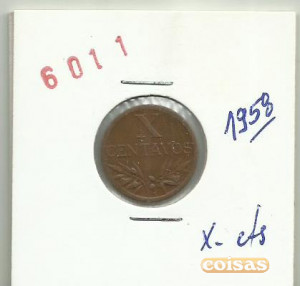 6011
X
CENTAVOS
1958
X- cts
coisas